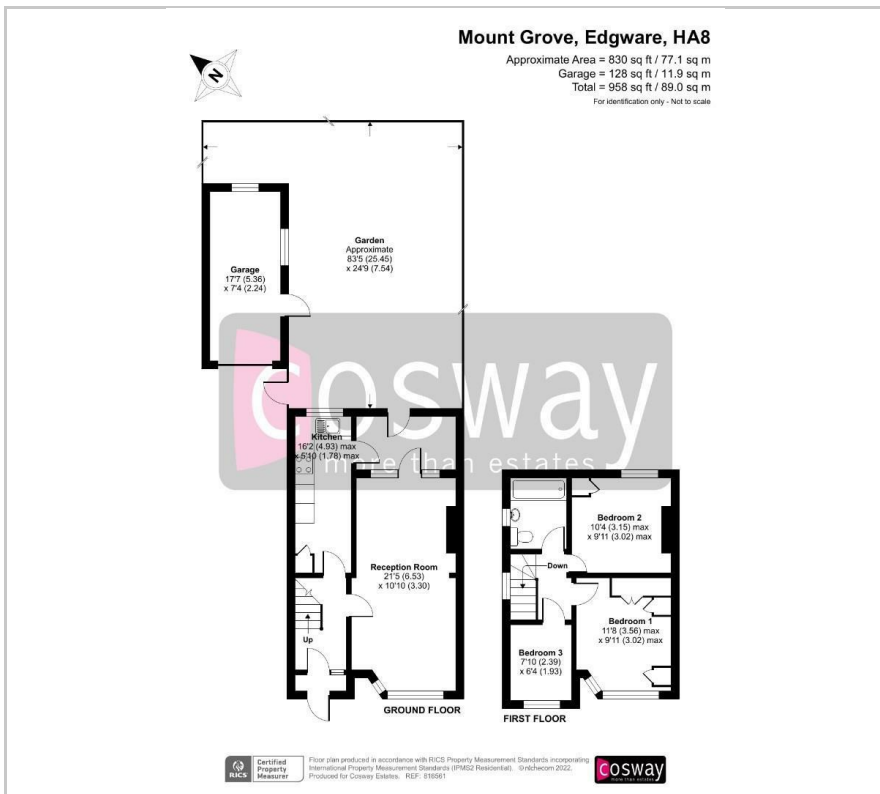 Mount Grove, Edgware, HA8
Approximate Area = 830 sq ft / 77.1 sq m
Garage = 128 sq ft / 11.9 sq m
Total = 958 sq ft / 89.0 sq m
For identification only - Not to scale
N
Garden
Approximate
83'5 (25.45)
x 24'9 (7.54)
Garage
17'7 (5.36)
x 7'4 (2.24)
cosway
more than estates
Kitchen
16'2 (4.93) max
x 5'10 (1.78) max
Reception Room
21'5 (6.53)
x 10'10 (3.30)
Up
GROUND FLOOR
Bedroom 2
10'4 (3.15) max
x 9'11 (3.02) max
Down
Bedroom 1
11'8 (3.56) max
x 9'11 (3.02) max
Bedroom 3
7'10 (2.39)
x 6'4 (1.93)
FIRST FLOOR
RICS
Certified
Property
Measurer
Floor plan produced in accordance with RICS Property Measurement Standards incorporating
International Property Measurement Standards (IPMS2 Residential). ©nichecom 2022.
Produced for Cosway Estates. REF: 818561
cosway
more than estates